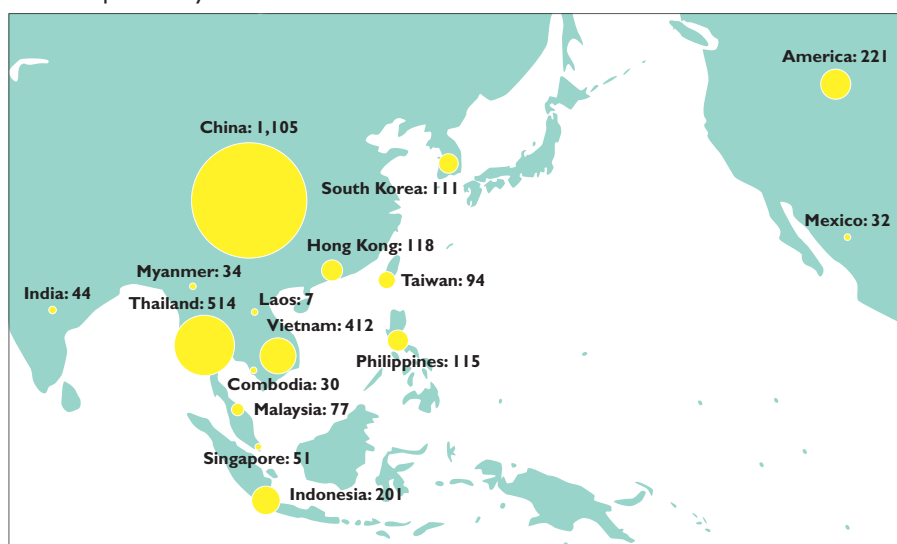 America: 221
China: 1,105
South Korea: 111
Mexico: 32
Hong Kong: 118
Myanmer: 34
Taiwan: 94
India: 44
Laos: 7
Thailand: 514
Vietnam: 412
Philippines: 115
Combodia: 30
Malaysia: 77
Singapore: 51
Indonesia: 201